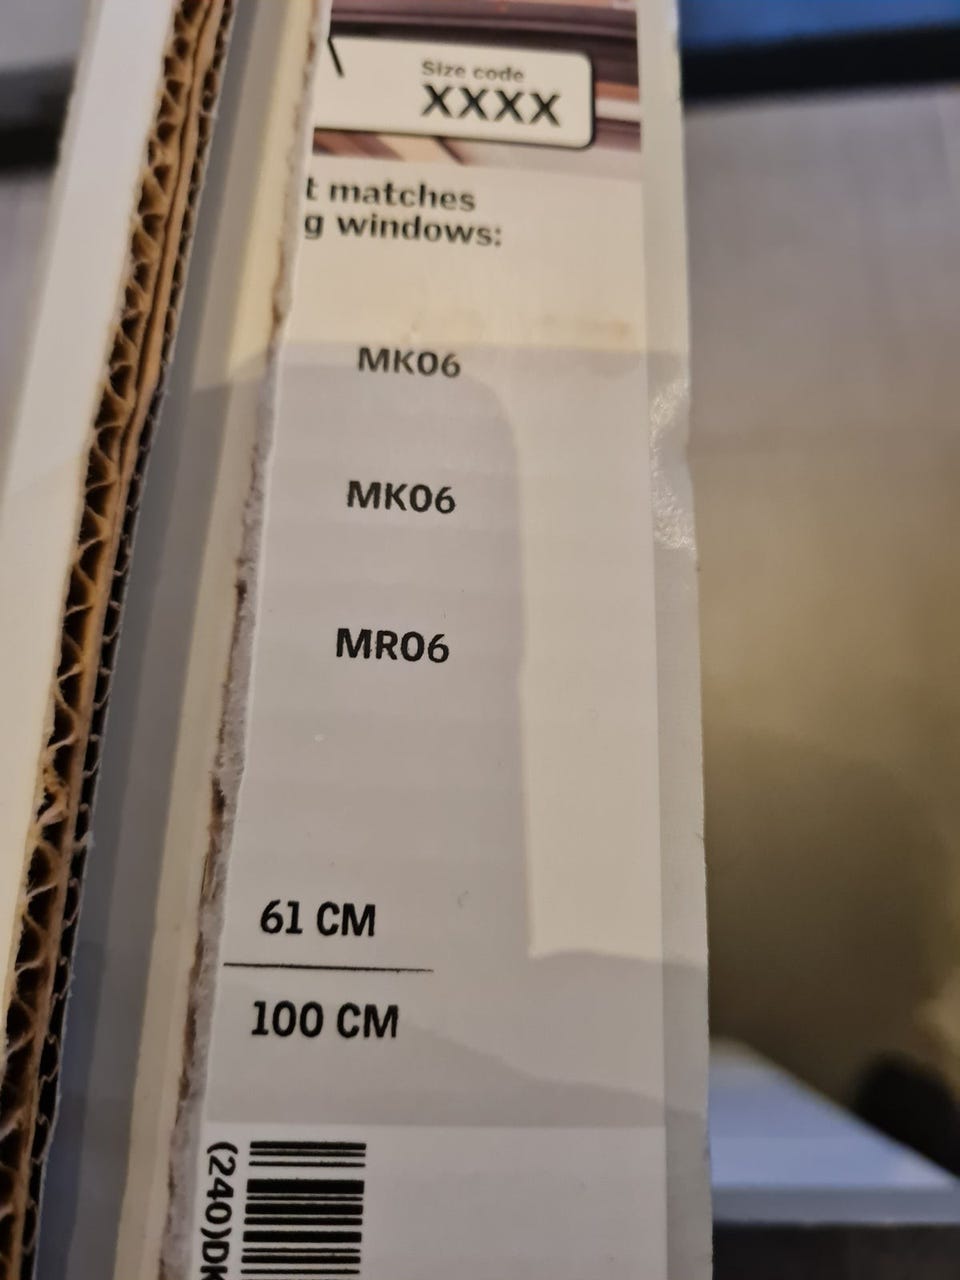 Size code
XXXX
t matches
g windows:
MK06
MK06
MR06
61 CM
100 CM
(240)DK